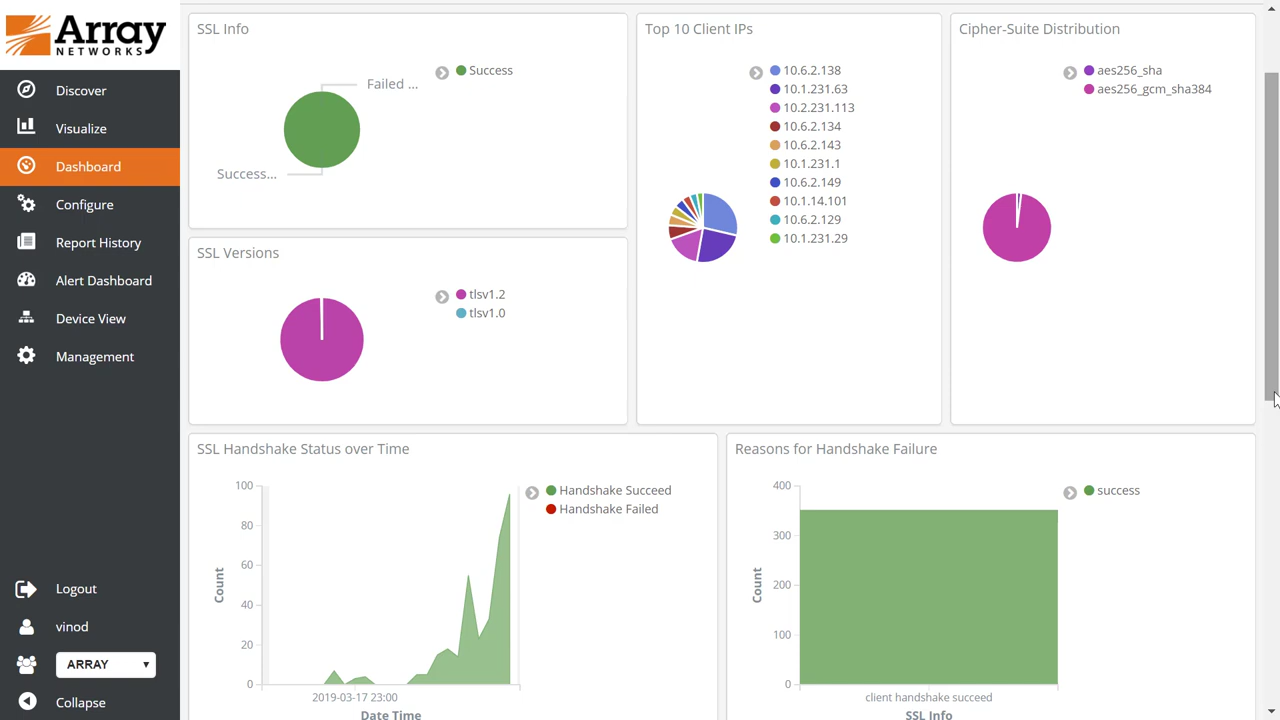 Array
NETWORKS
Discover
Visualize
Dashboard
Configure
Report History
Alert Dashboard
Device View
Management
Logout
vinod
ARRAY
Collapse
SSL Info
Failed ...
Success...
Success
SSL Versions
tlsv1.2
tlsv1.0
Top 10 Client IPs
10.6.2.138
10.1.231.63
10.2.231.113
10.6.2.134
10.6.2.143
10.1.231.1
10.6.2.149
10.1.14.101
10.6.2.129
10.1.231.29
Cipher-Suite Distribution
aes256_sha
aes256_gcm_sha384
SSL Handshake Status over Time
100
80
60
40
20
0
Count
2019-03-17 23:00
Date Time
Handshake Succeed
Handshake Failed
Reasons for Handshake Failure
400
300
200
100
0
Count
client handshake succeed
SSL Info
success